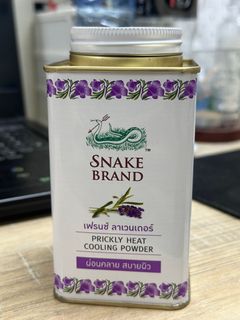 SNAKE
BRAND
เฟรนช์ ลาเวนเดอร์
PRICKLY HEAT
COOLING POWDER
ผ่อนคลาย สบายผิว